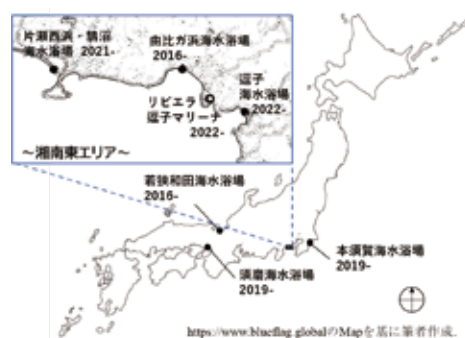 片瀬西浜・鵠沼
海水浴場 2021-
由比ガ浜海水浴場
2016-
逗子
海水浴場
2022-
リビエラ
逗子マリーナ
2022-
～湘南東エリア～
若狭和田海水浴場
2016-
本須賀海水浴場
2019-
須磨海水浴場
2019-
https://www.blueflag.globalのMapを基に筆者作成.